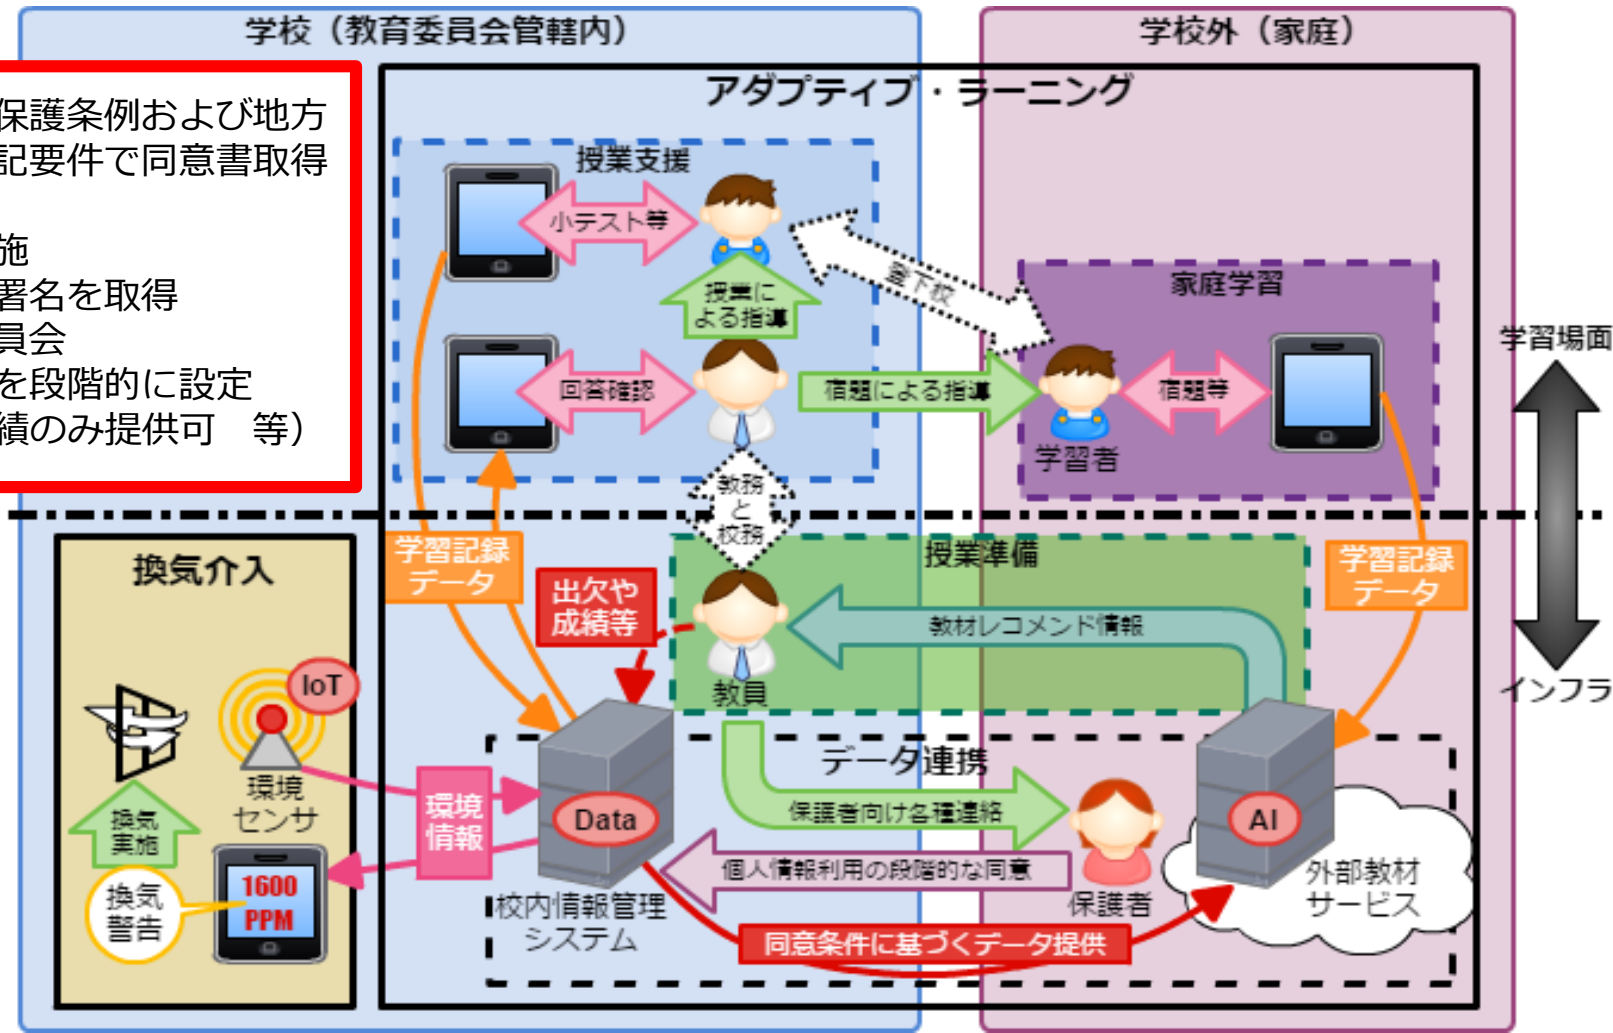 学校（教育委員会管轄内）
学校外（家庭）
保護条例および地方
記要件で同意書取得
施
署名を取得
員会
を段階的に設定
績のみ提供可　等）
アダプティブ・ラーニング
授業支援
小テスト等
授業に
よる指導
回答確認
登下校
宿題による指導
家庭学習
宿題等
学習者
学習場面
インフラ
教務
と
校務
換気介入
学習記録
データ
出欠や
成績等
授業準備
教材レコメンド情報
教員
学習記録
データ
IoT
環境
センサ
換気
実施
換気
警告
1600
PPM
環境
情報
Data
校内情報管理
システム
データ連携
保護者向け各種連絡
個人情報利用の段階的な同意
保護者
同意条件に基づくデータ提供
AI
外部教材
サービス